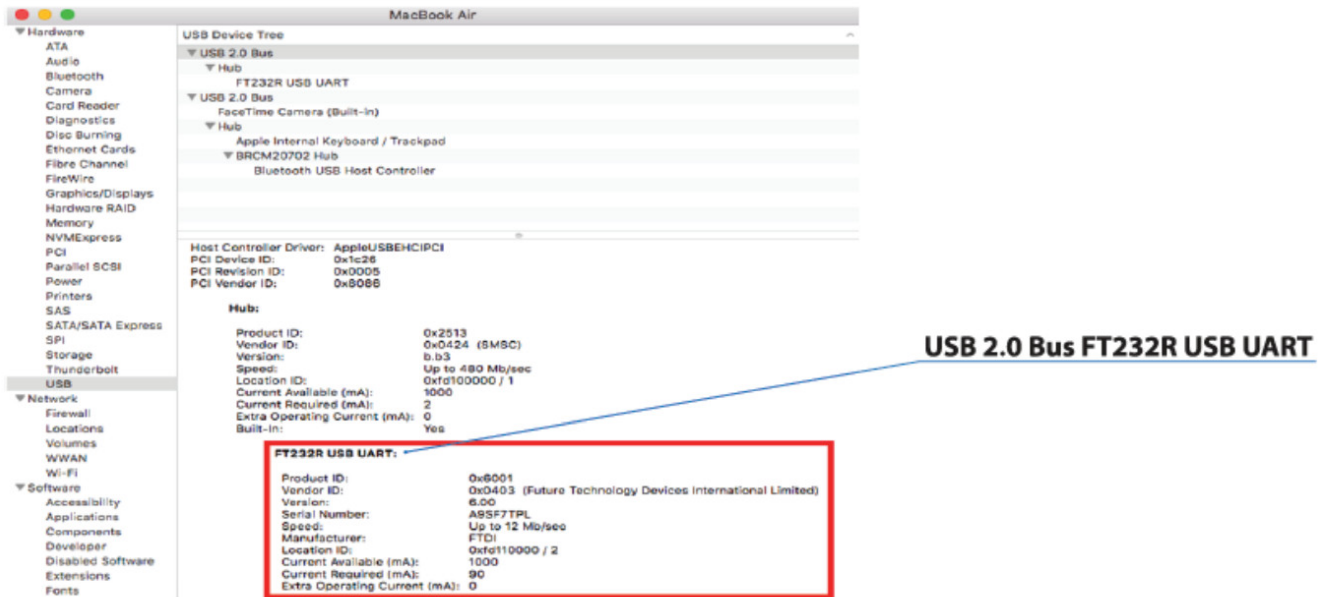 MacBook Air
Hardware
ATA
Audio
Bluetooth
Camera
Card Reader
Diagnostics
Disc Burning
Ethernet Cards
Fibre Channel
FireWire
Graphics/Displays
Hardware RAID
Memory
NVMExpress
PCI
Parallel SCSI
Power
Printers
SAS
SATA/SATA Express
SPI
Storage
Thunderbolt
USB
Network
Firewall
Locations
Volumes
WWAN
Wi-Fi
Software
Accessibility
Applications
Components
Developer
Disabled Software
Extensions
Fonts
USB Device Tree
USB 2.0 Bus
Hub
FT232R USB UART
USB 2.0 Bus
FaceTime Camera (Built-in)
Hub
Apple Internal Keyboard / Trackpad
BRCM20702 Hub
Bluetooth USB Host Controller
Host Controller Driver: AppleUSBEHCIPCI
PCI Device ID: 0x1c26
PCI Revision ID: 0x0005
PCI Vendor ID: 0x8086
Hub:
Product ID: 0x2513
Vendor ID: 0x0424 (SMSC)
Version: b.b3
Speed: Up to 480 Mb/sec
Location ID: 0xfd100000 / 1
Current Available (mA): 1000
Current Required (mA): 2
Extra Operating Current (mA): 0
Built-In: Yes
FT232R USB UART:
Product ID: 0x6001
Vendor ID: 0x0403 (Future Technology Devices International Limited)
Version: 6.00
Serial Number: A9SF7TPL
Speed: Up to 12 Mb/sec
Manufacturer: FTDI
Location ID: 0xfd110000 / 2
Current Available (mA): 1000
Current Required (mA): 90
Extra Operating Current (mA): 0
USB 2.0 Bus FT232R USB UART